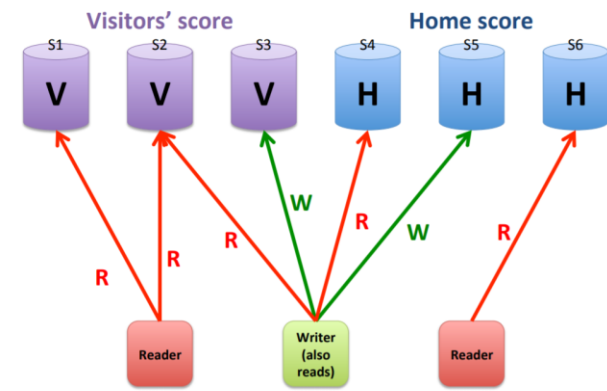 Visitors’ score
Home score
S1
S2
S3
S4
S5
S6
V
V
V
H
H
H
W
R
W
R
R
R
R
Reader
Writer
(also
reads)
Reader